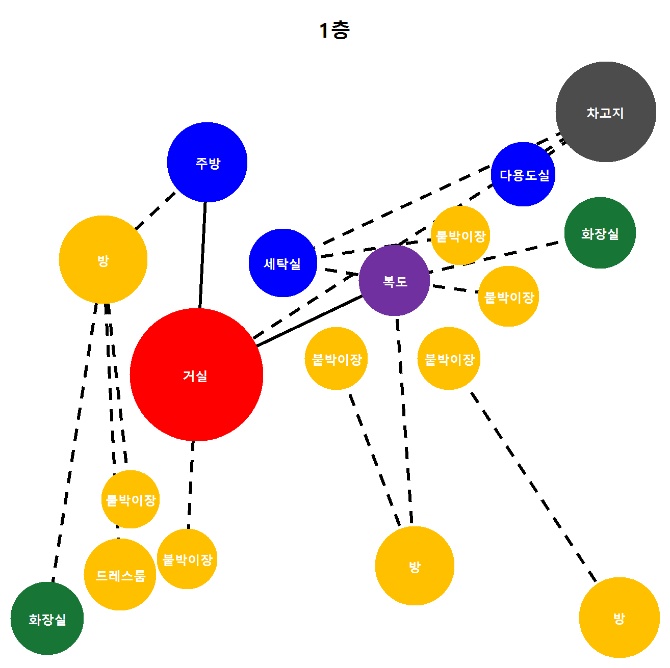 1층
차고지
주방
다용도실
화장실
붙박이장
방
세탁실
복도
붙박이장
붙박이장
붙박이장
거실
붙박이장
붙박이장
방
드레스룸
화장실
방